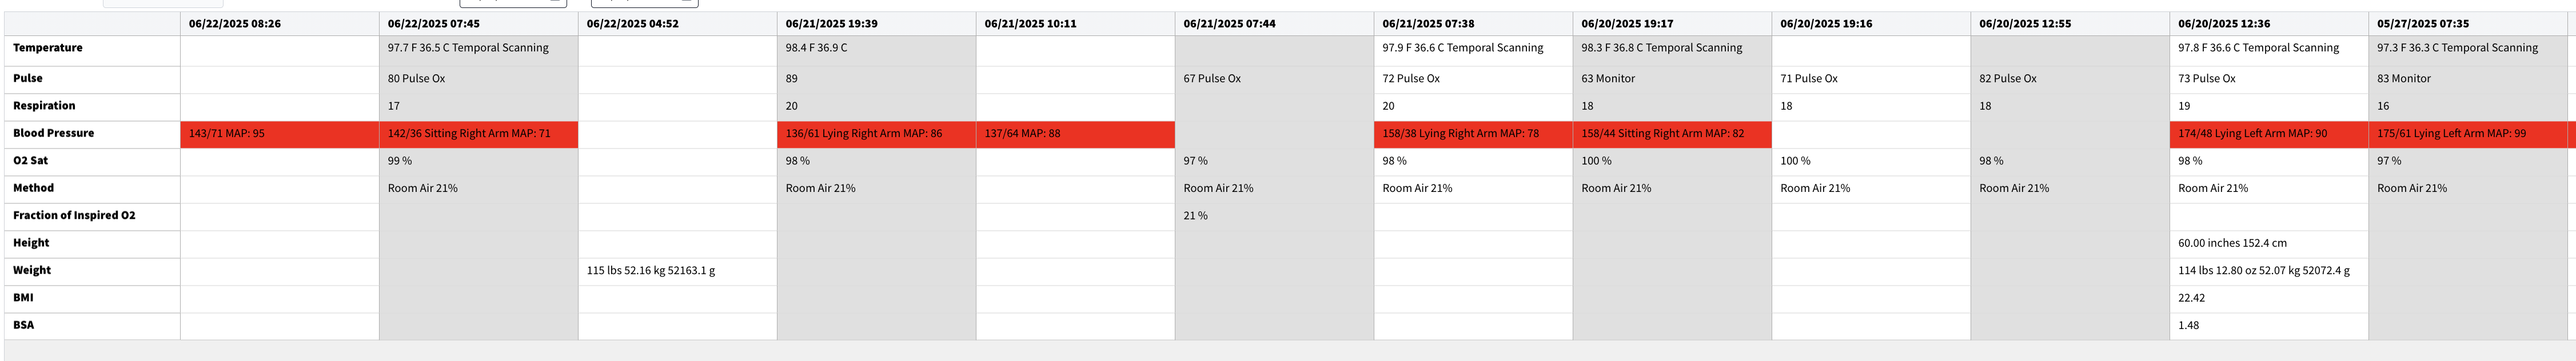 06/22/2025 08:26 06/22/2025 07:45 06/22/2025 04:52 06/21/2025 19:39 06/21/2025 10:11 06/21/2025 07:44 06/21/2025 07:38 06/20/2025 19:17 06/20/2025 19:16 06/20/2025 12:55 06/20/2025 12:36 05/27/2025 07:35
Temperature 97.7 F 36.5 C Temporal Scanning 98.4 F 36.9 C 97.9 F 36.6 C Temporal Scanning 98.3 F 36.8 C Temporal Scanning 97.8 F 36.6 C Temporal Scanning 97.3 F 36.3 C Temporal Scanning
Pulse 80 Pulse Ox 89 67 Pulse Ox 72 Pulse Ox 63 Monitor 71 Pulse Ox 82 Pulse Ox 73 Pulse Ox 83 Monitor
Respiration 17 20 20 18 18 18 19 16
Blood Pressure 143/71 MAP: 95 142/36 Sitting Right Arm MAP: 71 136/61 Lying Right Arm MAP: 86 137/64 MAP: 88 158/38 Lying Right Arm MAP: 78 158/44 Sitting Right Arm MAP: 82 174/48 Lying Left Arm MAP: 90 175/61 Lying Left Arm MAP: 99
O2 Sat 99 % 98 % 97 % 98 % 100 % 100 % 98 % 98 % 97 %
Method Room Air 21% Room Air 21% Room Air 21% Room Air 21% Room Air 21% Room Air 21% Room Air 21% Room Air 21% Room Air 21%
Fraction of Inspired O2 21 %
Height 60.00 inches 152.4 cm
Weight 115 lbs 52.16 kg 52163.1 g 114 lbs 12.80 oz 52.07 kg 52072.4 g
BMI 22.42
BSA 1.48